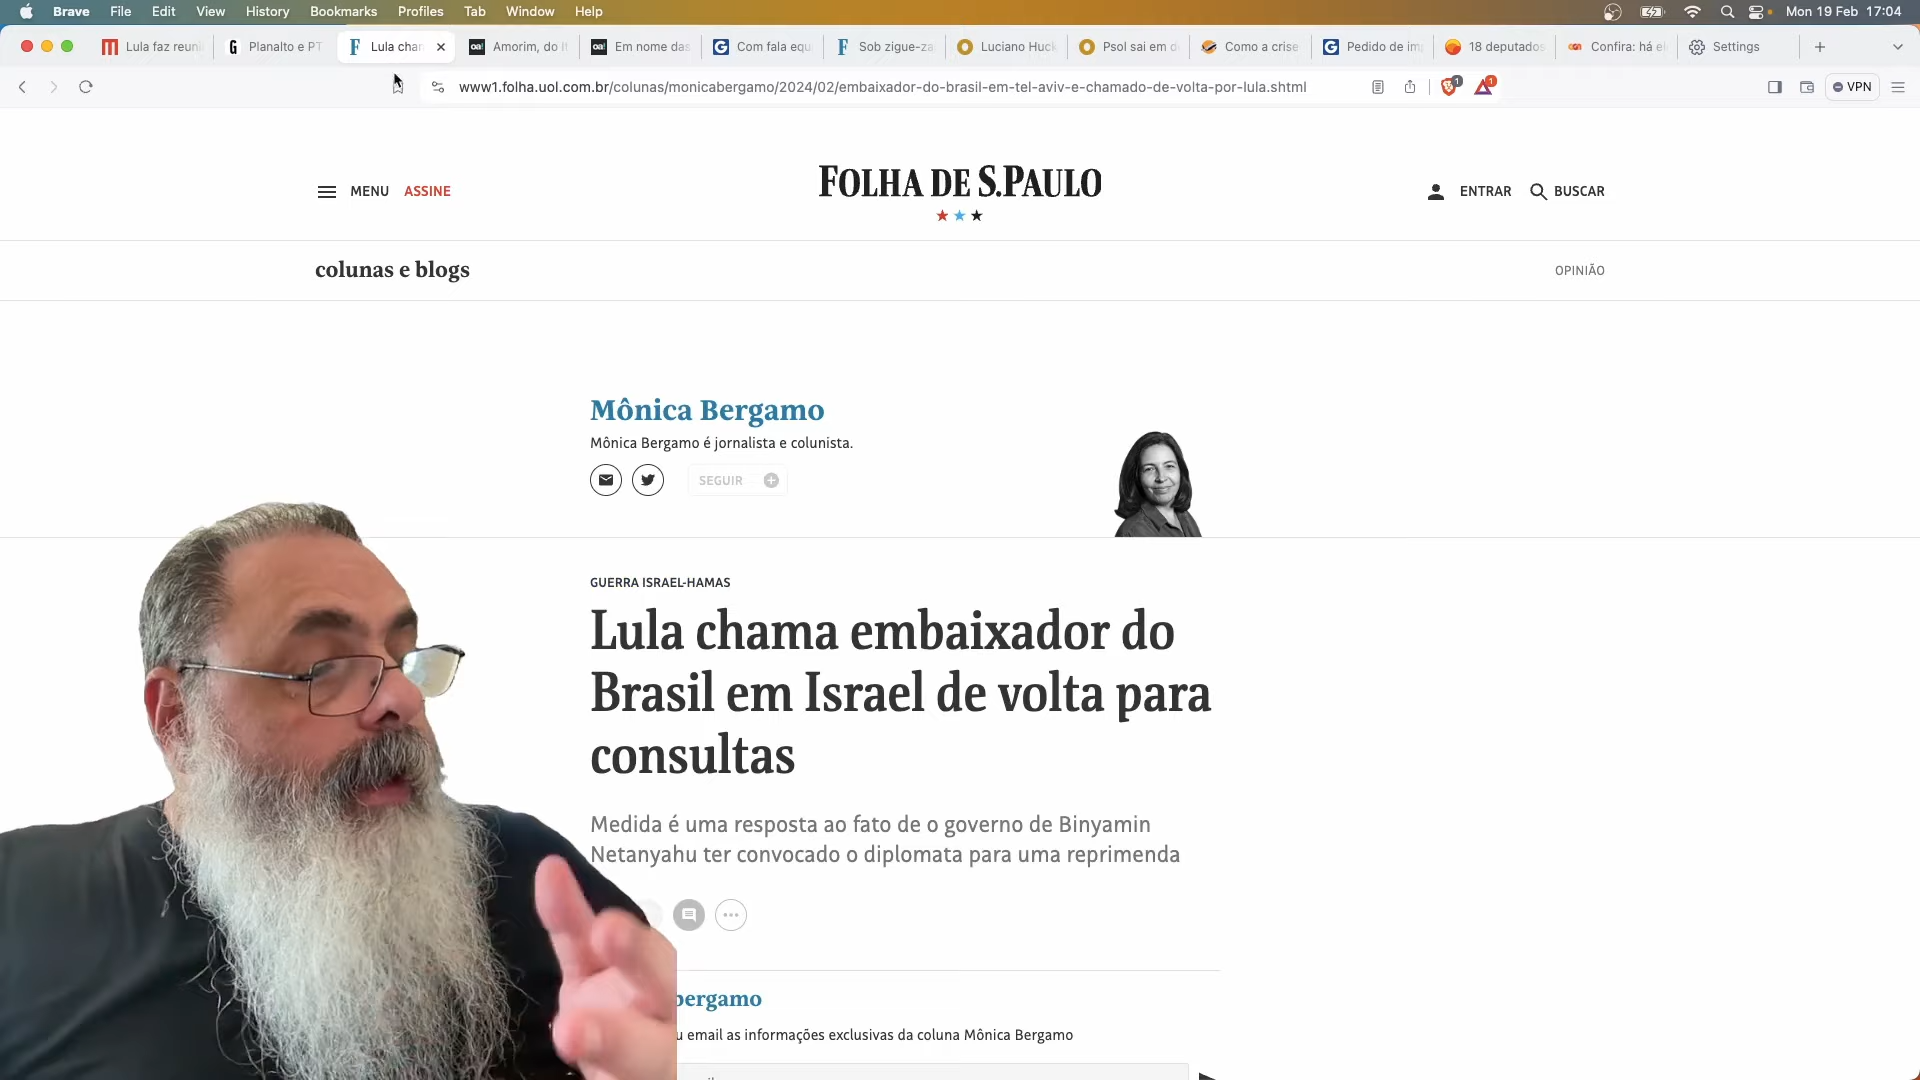 Brave File Edit View History Bookmarks Profiles Tab Window Help Mon 19 Feb 17:04
Lula faz reuni Planalto e PT Lula cha Amorim, do It Em nome das Com fala equ Sob zigue-za Luciano Huck Psol sai em d Como a crise Pedido de im 18 deputados Confira: há el Settings
www1.folha.uol.com.br/colunas/monicabergamo/2024/02/embaixador-do-brasil-em-tel-aviv-e-chamado-de-volta-por-lula.shtml 1 1 VPN
MENU ASSINE FOLHA DE S.PAULO ENTRAR BUSCAR
colunas e blogs OPINIÃO
Mônica Bergamo
Mônica Bergamo é jornalista e colunista.
SEGUIR
GUERRA ISRAEL-HAMAS
Lula chama embaixador do
Brasil em Israel de volta para
consultas
Medida é uma resposta ao fato de o governo de Binyamin
Netanyahu ter convocado o diplomata para uma reprimenda
bergamo
u email as informações exclusivas da coluna Mônica Bergamo